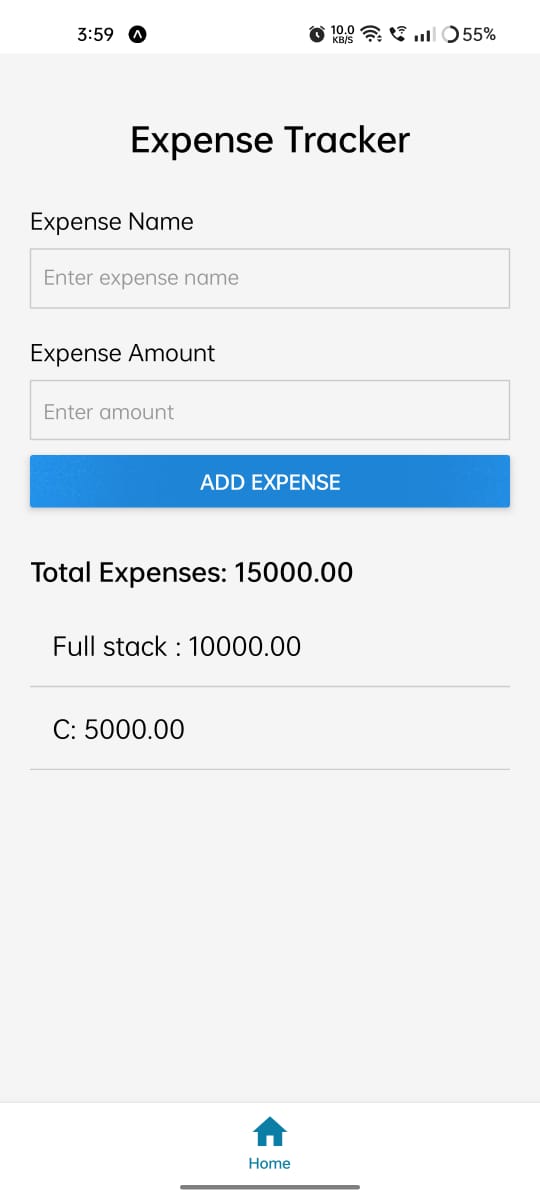 3:59 10.0 KB/S 55%
Expense Tracker
Expense Name
Enter expense name
Expense Amount
Enter amount
ADD EXPENSE
Total Expenses: 15000.00
Full stack : 10000.00
C: 5000.00
Home